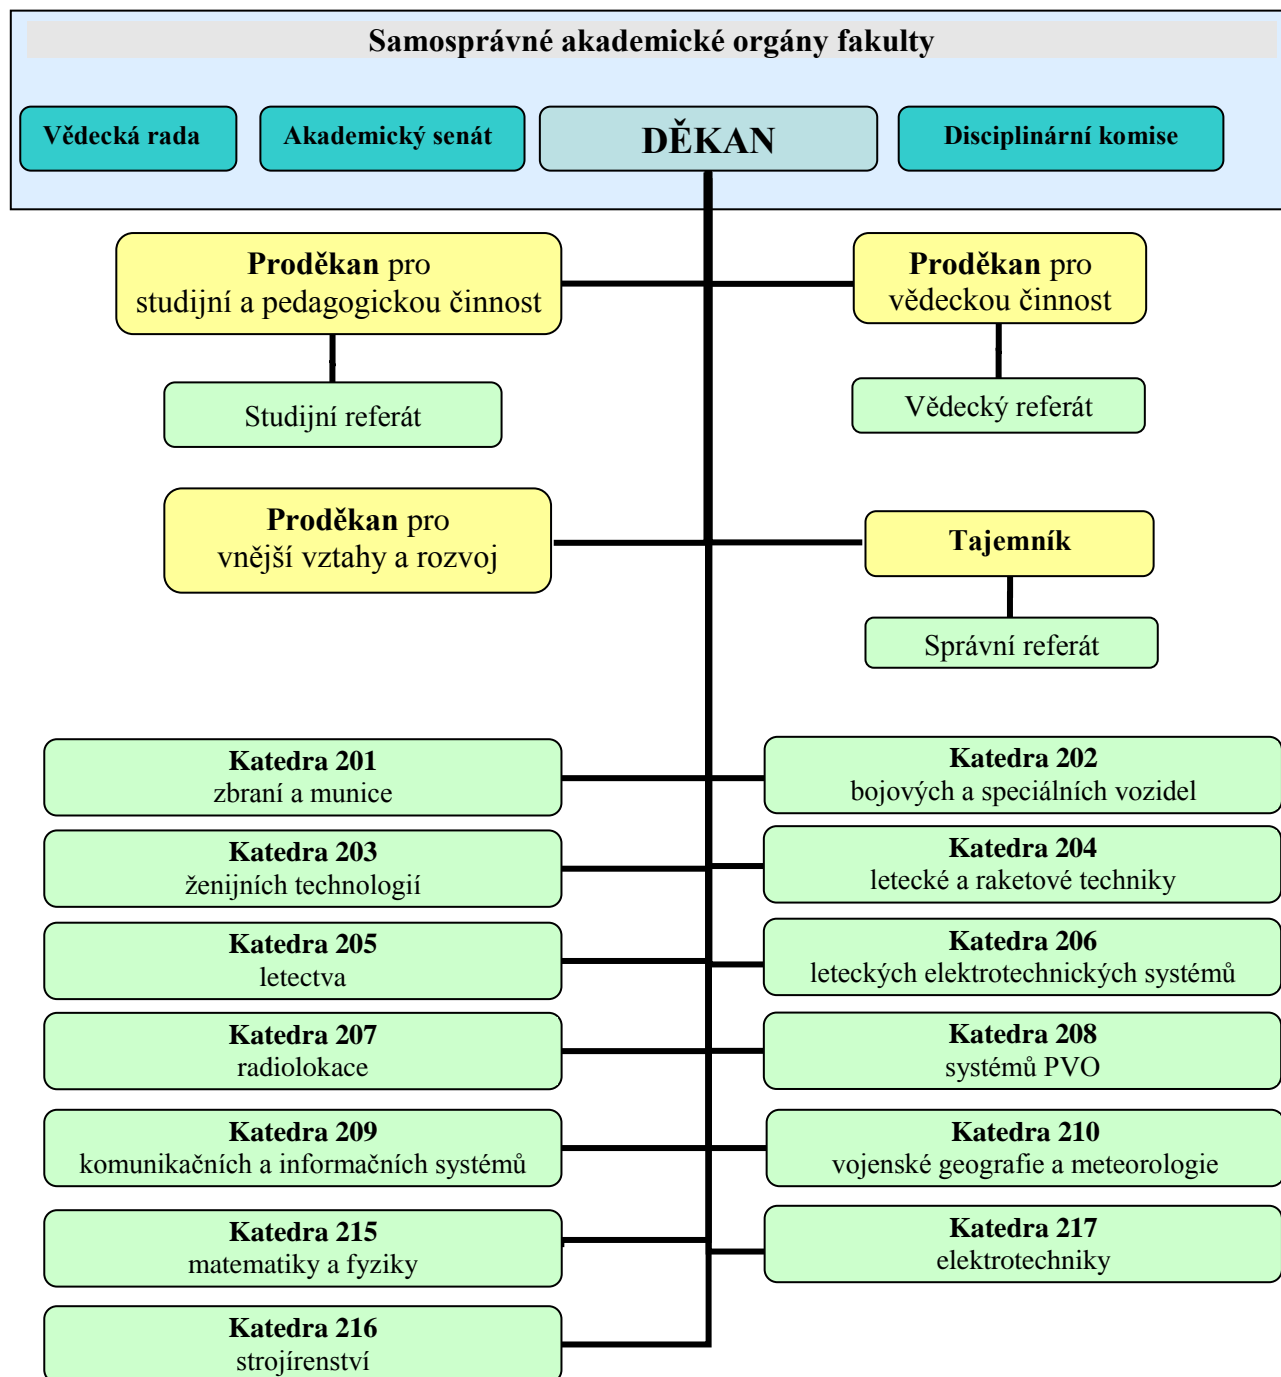 Samosprávné akademické orgány fakulty
Vědecká rada
Akademický senát
DĚKAN
Disciplinární komise
Proděkan pro
studijní a pedagogickou činnost
Proděkan pro
vědeckou činnost
Studijní referát
Vědecký referát
Proděkan pro
vnější vztahy a rozvoj
Tajemník
Správní referát
Katedra 201
zbraní a munice
Katedra 202
bojových a speciálních vozidel
Katedra 203
ženijních technologií
Katedra 204
letecké a raketové techniky
Katedra 205
letectva
Katedra 206
leteckých elektrotechnických systémů
Katedra 207
radiolokace
Katedra 208
systémů PVO
Katedra 209
komunikačních a informačních systémů
Katedra 210
vojenské geografie a meteorologie
Katedra 215
matematiky a fyziky
Katedra 217
elektrotechniky
Katedra 216
strojírenství